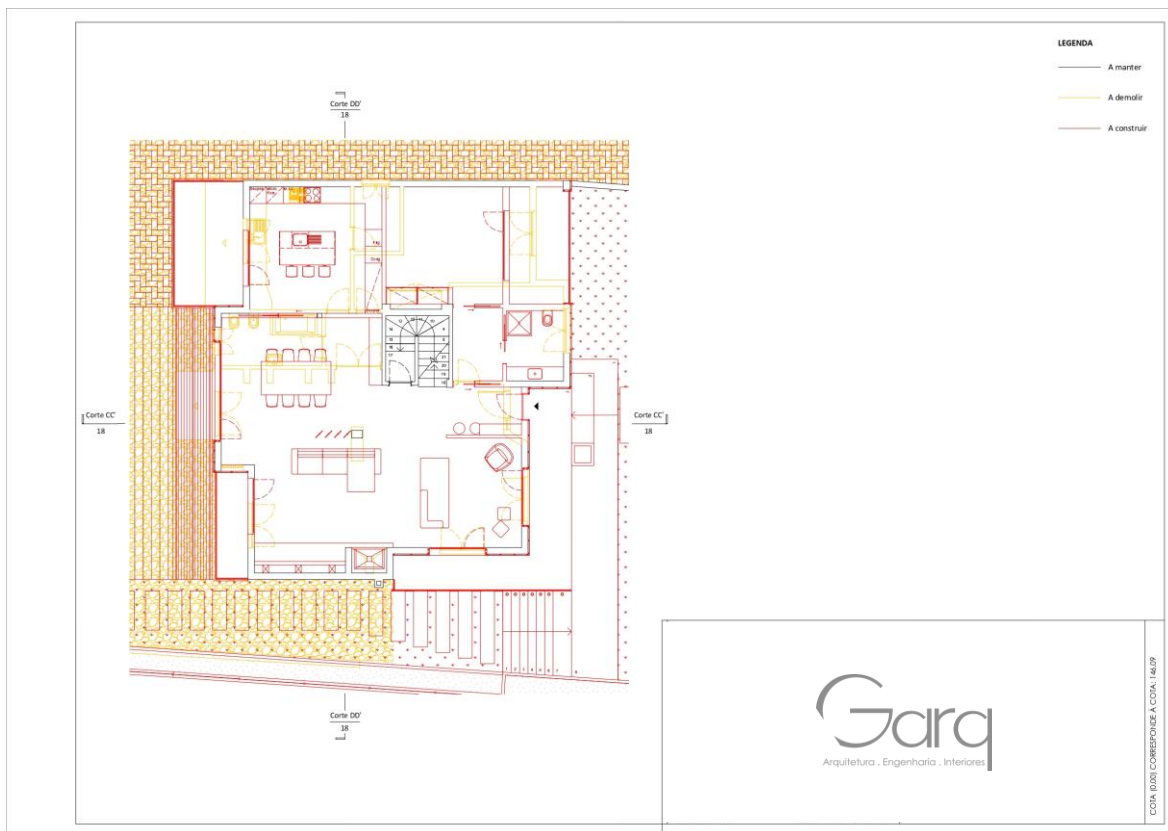 LEGENDA
A manter
A demolir
A construir
Corte DD'
18
Corte CC'
18
Corte CC'
18
Corte DD'
18
Garq
Arquitetura . Engenharia . Interiores
COTA (0.00) CORRESPONDE À COTA: 146.09